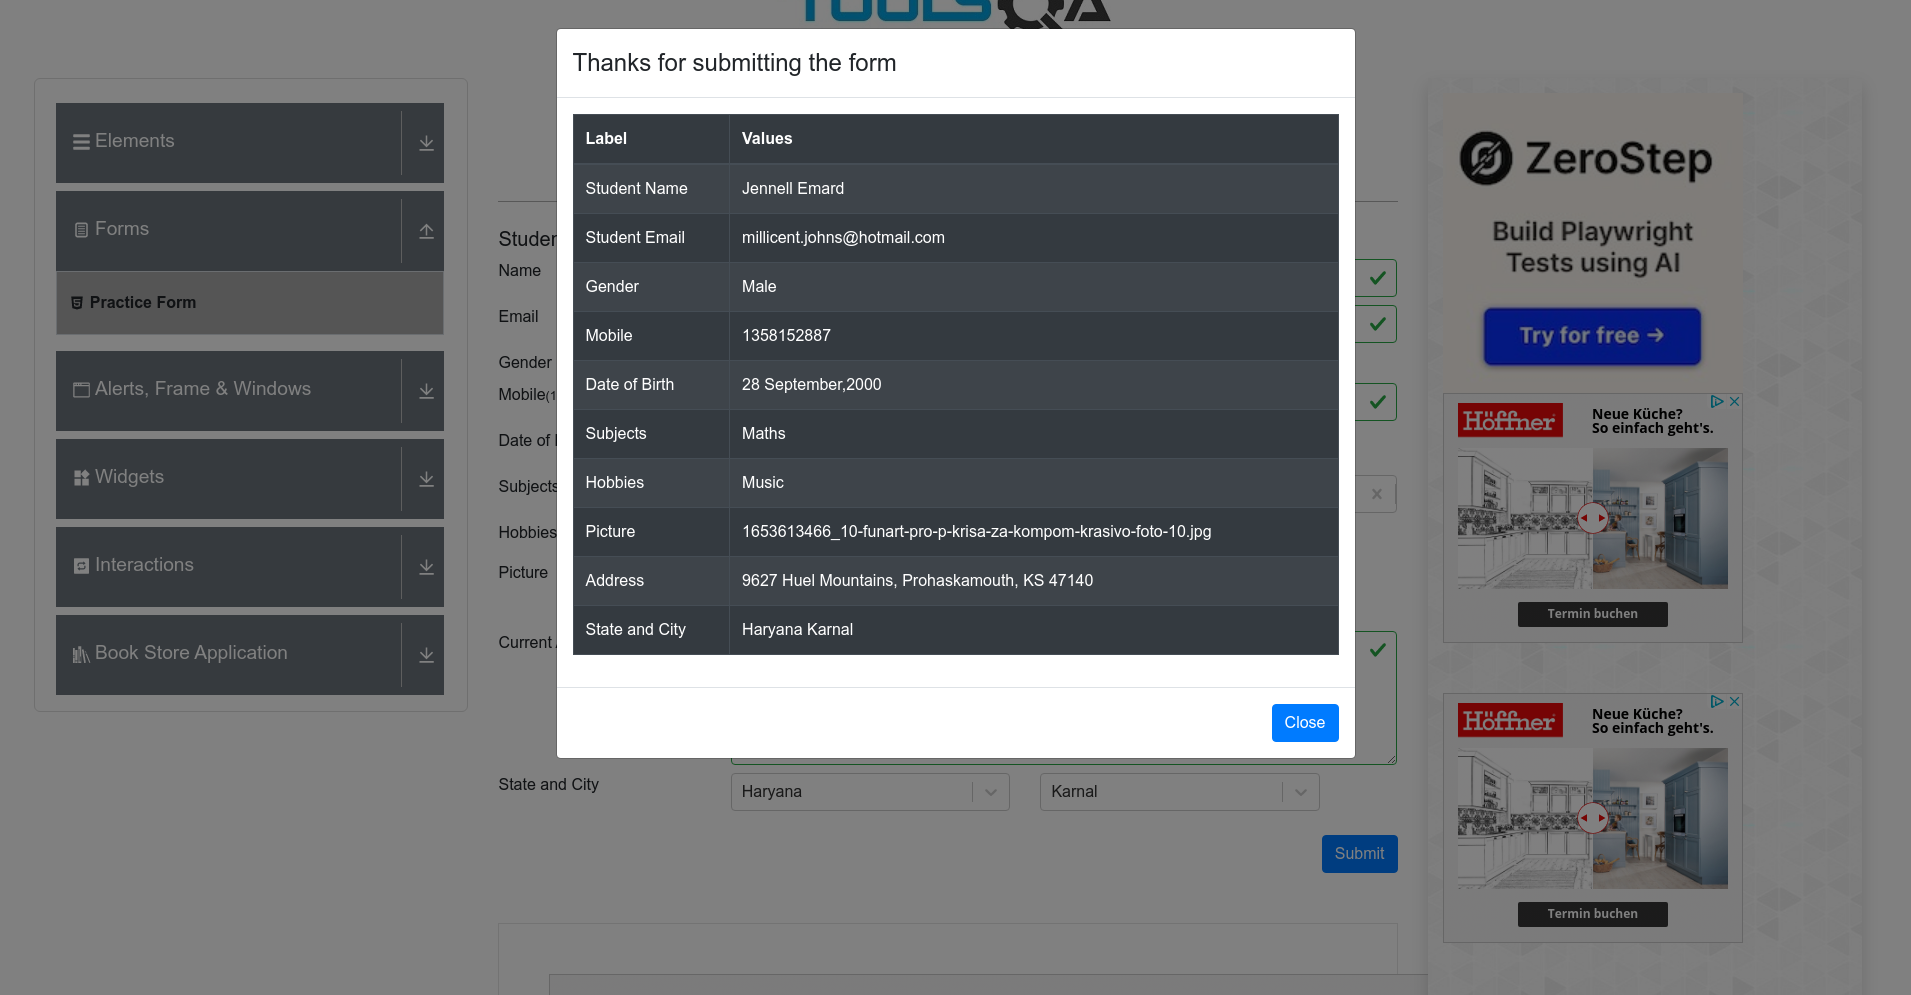 TOOLSQA
Thanks for submitting the form
Label Values
Student Name Jennell Emard
Student Email millicent.johns@hotmail.com
Gender Male
Mobile 1358152887
Date of Birth 28 September,2000
Subjects Maths
Hobbies Music
Picture 1653613466_10-funart-pro-p-krisa-za-kompom-krasivo-foto-10.jpg
Address 9627 Huel Mountains, Prohaskamouth, KS 47140
State and City Haryana Karnal
Close
Elements
Forms
Practice Form
Alerts, Frame & Windows
Widgets
Interactions
Book Store Application
Studen
Name
Email
Gender
Mobile(1
Date of
Subjects
Hobbies
Picture
Current
State and City
Haryana
Karnal
Submit
ZeroStep
Build Playwright
Tests using AI
Try for free →
Höffner
Neue Küche?
So einfach geht's.
Termin buchen
Höffner
Neue Küche?
So einfach geht's.
Termin buchen